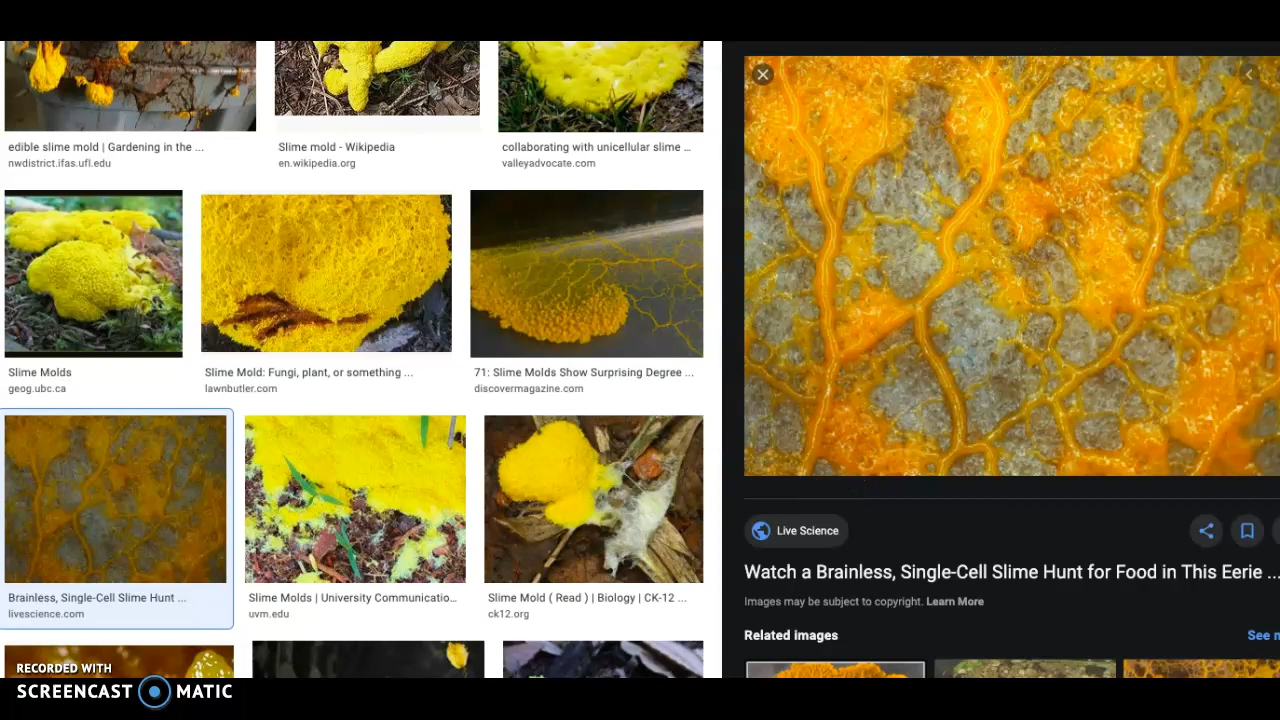 edible slime mold | Gardening in the ...
nwdistrict.ifas.ufl.edu
Slime mold - Wikipedia
en.wikipedia.org
collaborating with unicellular slime ...
valleyadvocate.com
Slime Molds
geog.ubc.ca
Slime Mold: Fungi, plant, or something ...
lawnbutler.com
71: Slime Molds Show Surprising Degree ...
discovermagazine.com
Brainless, Single-Cell Slime Hunt ...
livescience.com
Slime Molds | University Communicatio...
uvm.edu
Slime Mold ( Read ) | Biology | CK-12 ...
ck12.org
Live Science
Watch a Brainless, Single-Cell Slime Hunt for Food in This Eerie ...
Images may be subject to copyright. Learn More
Related images
See
RECORDED WITH
SCREENCAST MATIC